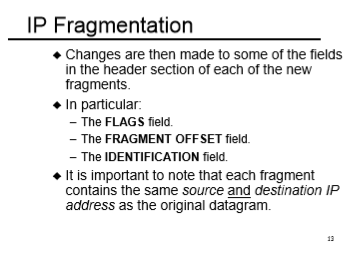 IP Fragmentation
◆ Changes are then made to some of the fields
in the header section of each of the new
fragments.
◆ In particular:
– The FLAGS field.
– The FRAGMENT OFFSET field.
– The IDENTIFICATION field.
◆ It is important to note that each fragment
contains the same source and destination IP
address as the original datagram.
13